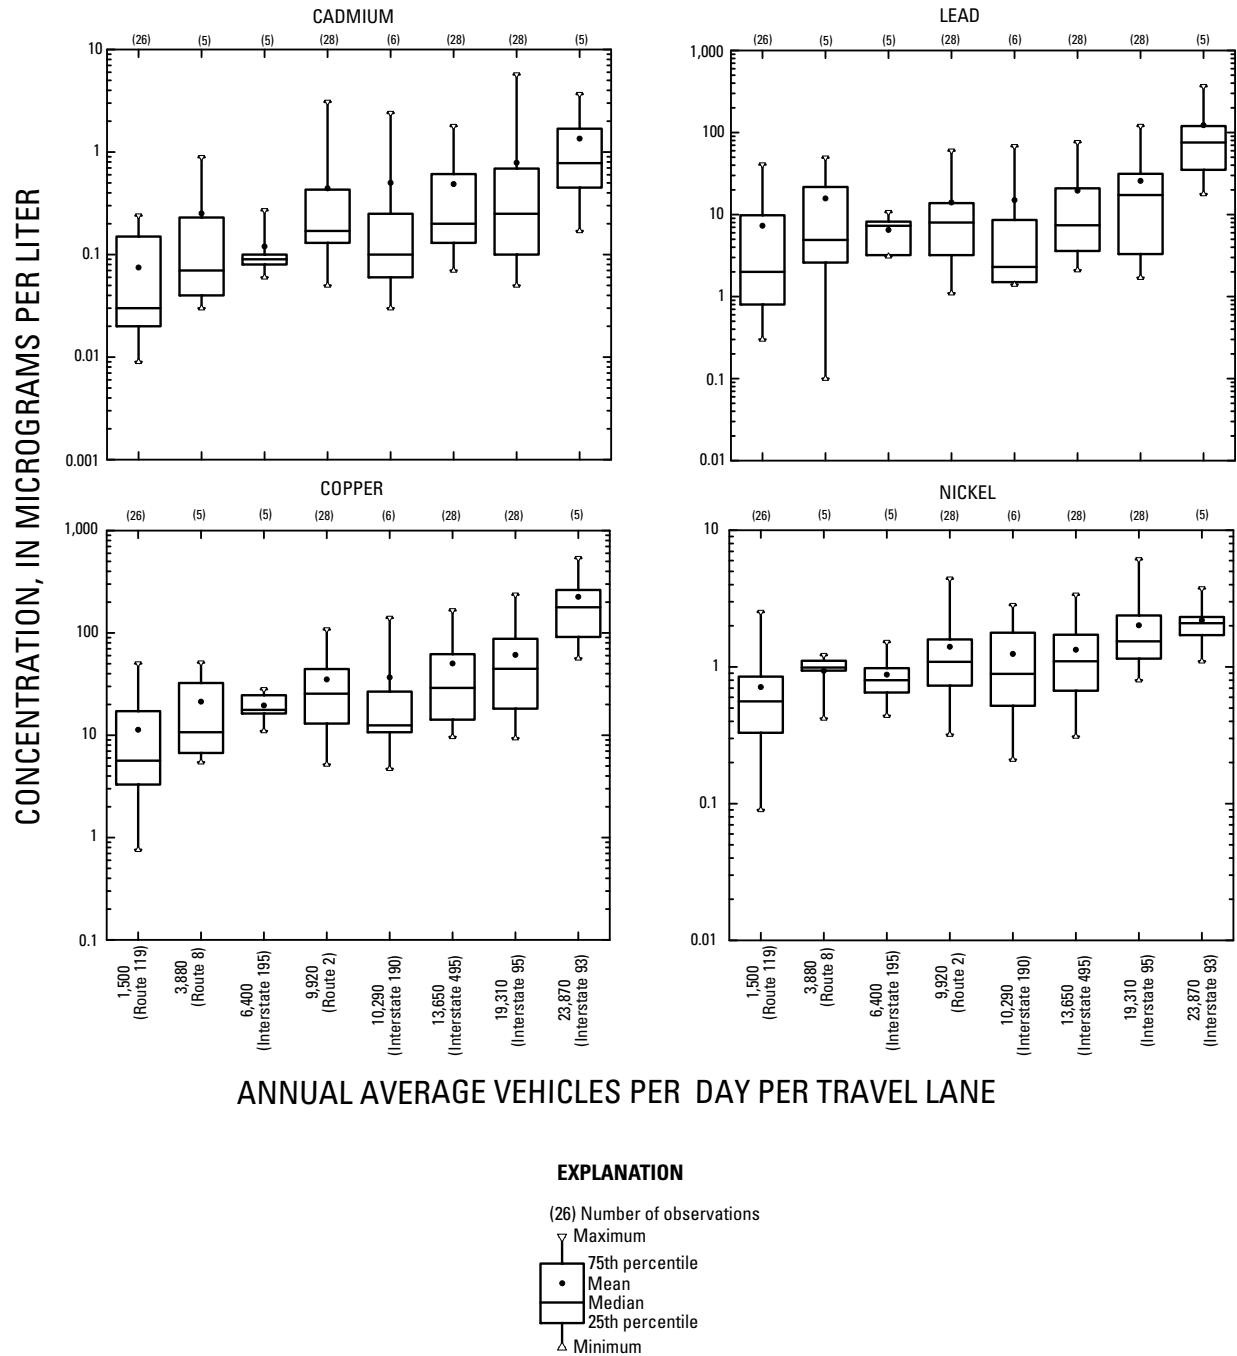 CADMIUM
(26) (5) (5) (28) (6) (28) (28) (5)
10
1
0.1
0.01
0.001
LEAD
(26) (5) (5) (28) (6) (28) (28) (5)
1,000
100
10
1
0.1
0.01
CONCENTRATION, IN MICROGRAMS PER LITER
COPPER
(26) (5) (5) (28) (6) (28) (28) (5)
1,000
100
10
1
0.1
NICKEL
(26) (5) (5) (28) (6) (28) (28) (5)
10
1
0.1
0.01
1,500
(Route 119)
3,880
(Route 8)
6,400
(Interstate 195)
9,920
(Route 2)
10,290
(Interstate 190)
13,650
(Interstate 495)
19,310
(Interstate 95)
23,870
(Interstate 93)
1,500
(Route 119)
3,880
(Route 8)
6,400
(Interstate 195)
9,920
(Route 2)
10,290
(Interstate 190)
13,650
(Interstate 495)
19,310
(Interstate 95)
23,870
(Interstate 93)
ANNUAL AVERAGE VEHICLES PER DAY PER TRAVEL LANE
EXPLANATION
(26) Number of observations
Maximum
75th percentile
Mean
Median
25th percentile
Minimum